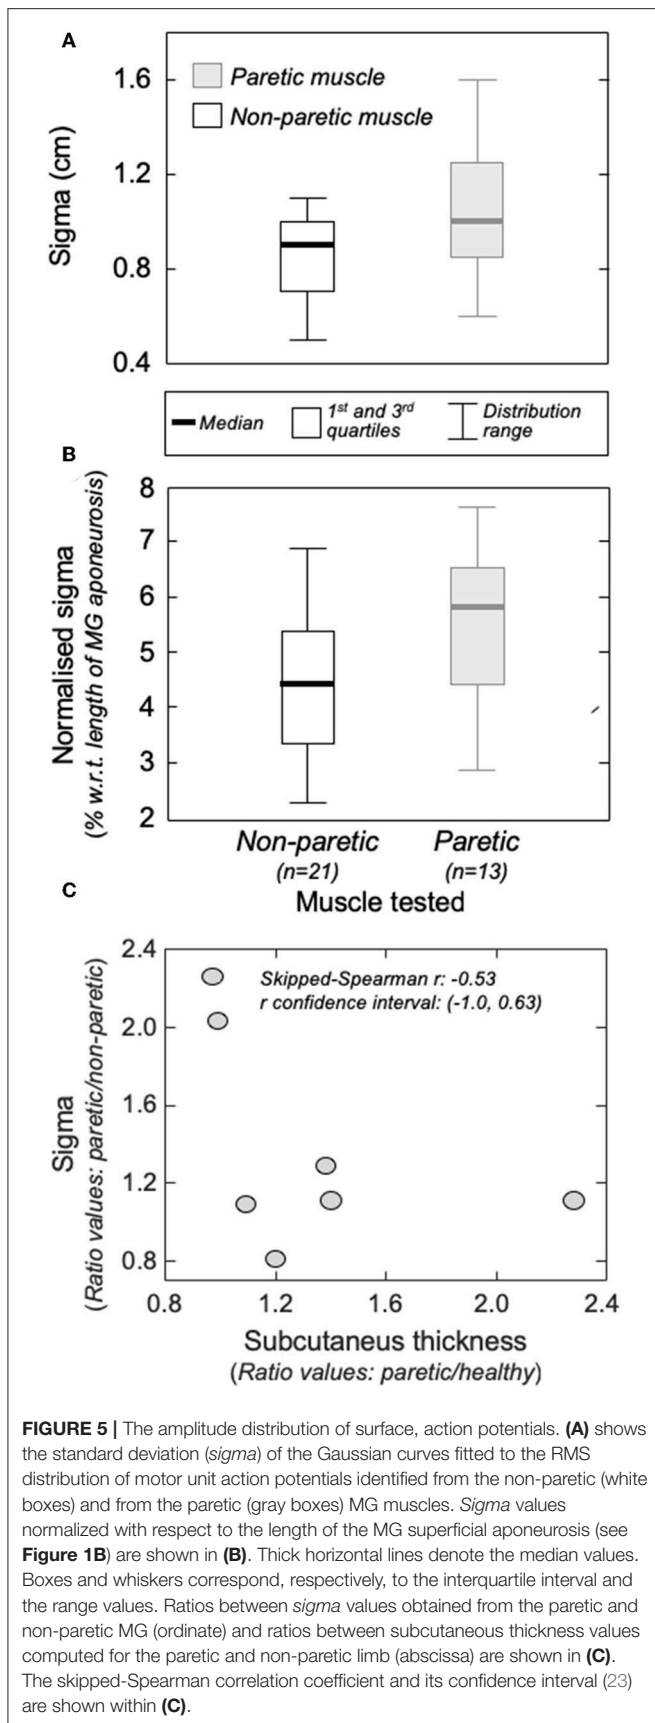 A
1.6
1.2
0.8
0.4
Sigma (cm)
Paretic muscle
Non-paretic muscle
Median
1st and 3rd
quartiles
Distribution
range
B
8
7
6
5
4
3
2
Normalised sigma
(% w.r.t. length of MG aponeurosis)
Non-paretic
(n=21)
Paretic
(n=13)
Muscle tested
C
2.4
2.0
1.6
1.2
0.8
Sigma
(Ratio values: paretic/non-paretic)
Skipped-Spearman r: -0.53
r confidence interval: (-1.0, 0.63)
0.8 1.2 1.6 2.0 2.4
Subcutaneus thickness
(Ratio values: paretic/healthy)
FIGURE 5 | The amplitude distribution of surface, action potentials. (A) shows
the standard deviation (sigma) of the Gaussian curves fitted to the RMS
distribution of motor unit action potentials identified from the non-paretic (white
boxes) and from the paretic (gray boxes) MG muscles. Sigma values
normalized with respect to the length of the MG superficial aponeurosis (see
Figure 1B) are shown in (B). Thick horizontal lines denote the median values.
Boxes and whiskers correspond, respectively, to the interquartile interval and
the range values. Ratios between sigma values obtained from the paretic and
non-paretic MG (ordinate) and ratios between subcutaneous thickness values
computed for the paretic and non-paretic limb (abscissa) are shown in (C).
The skipped-Spearman correlation coefficient and its confidence interval (23)
are shown within (C).